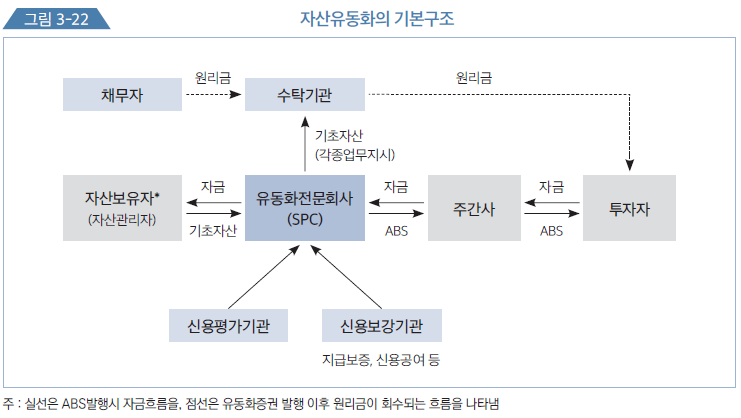 그림 3-22
자산유동화의 기본구조
채무자
원리금
수탁기관
원리금
기초자산
(각종업무지시)
자산보유자*
(자산관리자)
자금
기초자산
유동화전문회사
(SPC)
자금
ABS
주간사
자금
ABS
투자자
신용평가기관
신용보강기관
지급보증, 신용공여 등
주 : 실선은 ABS발행시 자금흐름을, 점선은 유동화증권 발행 이후 원리금이 회수되는 흐름을 나타냄